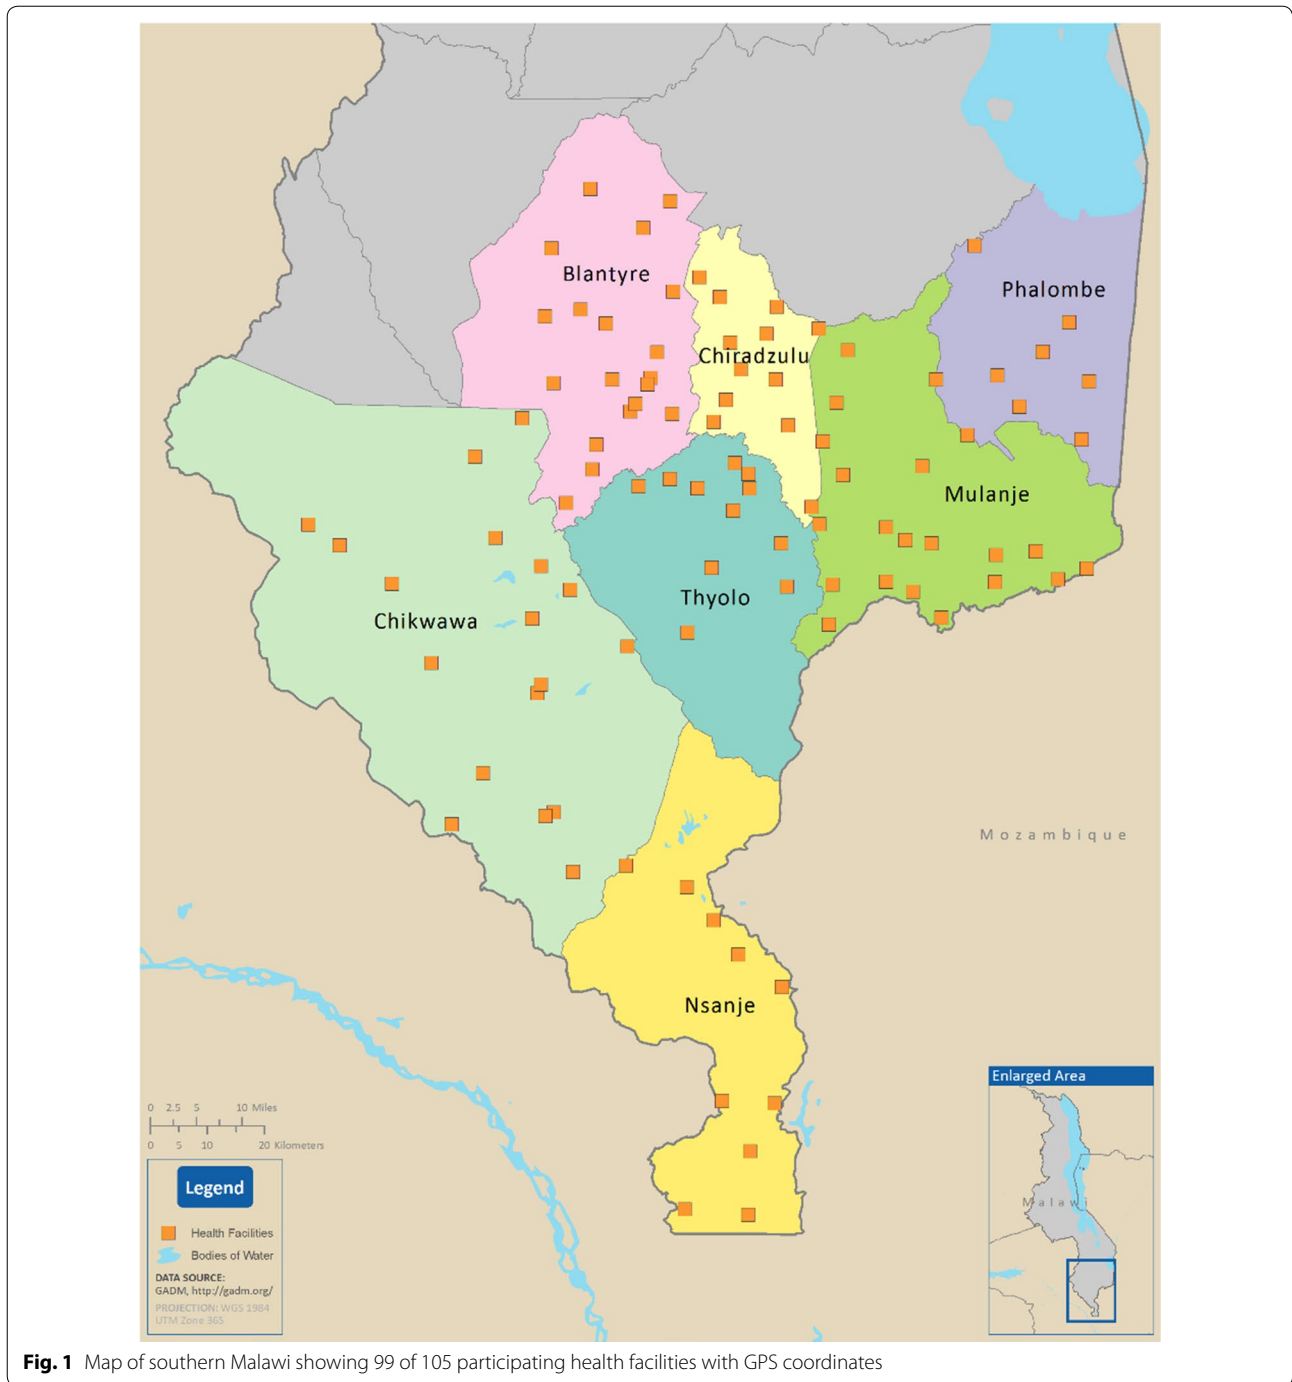 Blantyre
Phalombe
Chiradzulu
Mulanje
Thyolo
Chikwawa
Mozambique
Nsanje
Enlarged Area
Malawi
0 2.5 5 10 Miles
0 5 10 20 Kilometers
Legend
Health Facilities
Bodies of Water
DATA SOURCE:
GADM, http://gadm.org/
PROJECTION: WGS 1984
UTM Zone 36S
Fig. 1 Map of southern Malawi showing 99 of 105 participating health facilities with GPS coordinates